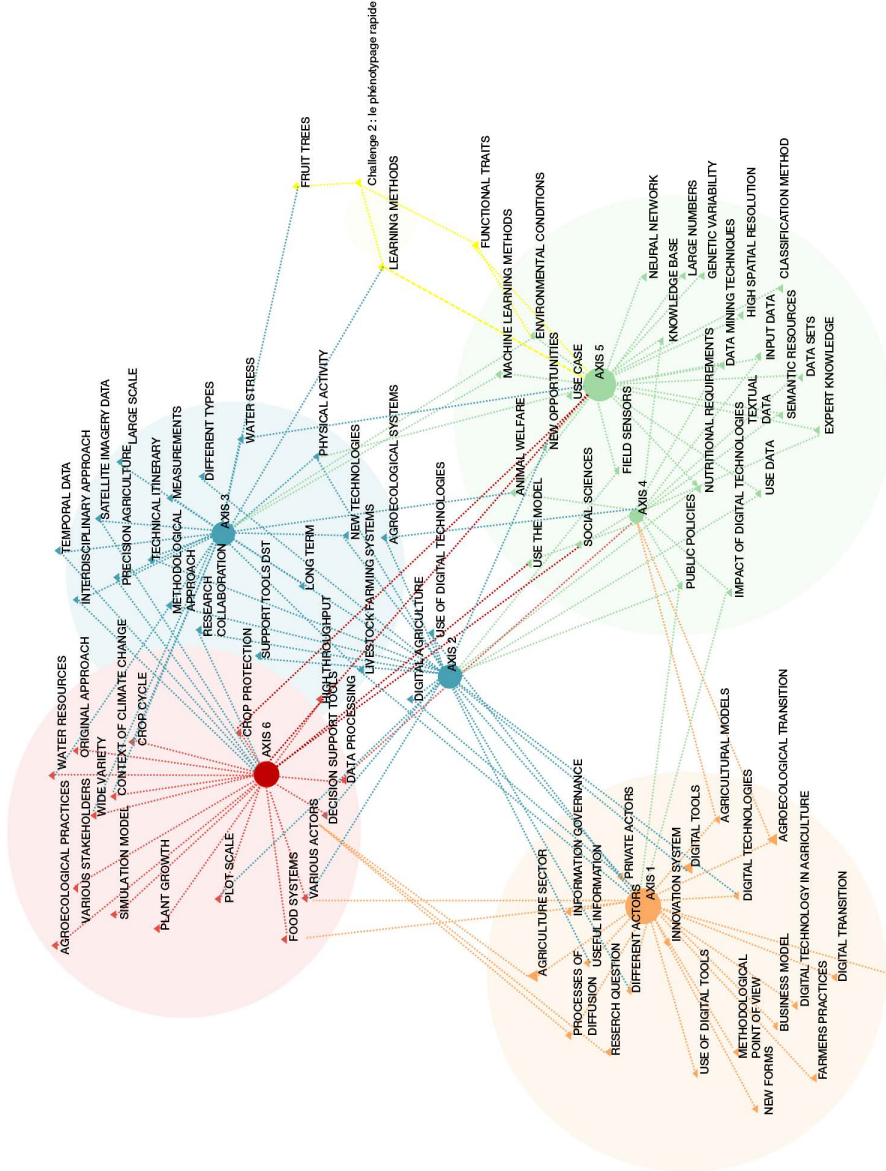 TEMPORAL DATA
INTERDISCIPLINARY APPROACH
SATELLITE IMAGERY DATA
LARGE SCALE
PRECISION AGRICULTURE
TECHNICAL ITINERARY
MEASUREMENTS
METHODOLOGICAL
APPROACH
DIFFERENT TYPES
AXIS 3
RESEARCH
COLLABORATION
WATER STRESS
SUPPORT TOOLS DST
LONG TERM
PHYSICAL ACTIVITY
NEW TECHNOLOGIES
LIVESTOCK FARMING SYSTEMS
AGROECOLOGICAL SYSTEMS
FRUIT TREES
Challenge 2 : le phénotypage rapide
LEARNING METHODS
FUNCTIONAL TRAITS
WATER RESOURCES
ORIGINAL APPROACH
WIDE VARIETY
CONTEXT OF CLIMATE CHANGE
CROP CYCLE
AGROECOLOGICAL PRACTICES
VARIOUS STAKEHOLDERS
SIMULATION MODEL
PLANT GROWTH
PLOT SCALE
CROP PROTECTION
AXIS 6
HIGH THROUGHPUT
DECISION SUPPORT TOOLS
DATA PROCESSING
VARIOUS ACTORS
FOOD SYSTEMS
DIGITAL AGRICULTURE
USE OF DIGITAL TECHNOLOGIES
AXIS 2
MACHINE LEARNING METHODS
ENVIRONMENTAL CONDITIONS
ANIMAL WELFARE
NEW OPPORTUNITIES
USE CASE
AXIS 5
USE THE MODEL
SOCIAL SCIENCES
FIELD SENSORS
AXIS 4
NEURAL NETWORK
KNOWLEDGE BASE
LARGE NUMBERS
GENETIC VARIABILITY
DATA MINING TECHNIQUES
HIGH SPATIAL RESOLUTION
CLASSIFICATION METHOD
NUTRITIONAL REQUIREMENTS
INPUT DATA
TEXTUAL
DATA
SEMANTIC RESOURCES
DATA SETS
EXPERT KNOWLEDGE
USE DATA
PUBLIC POLICIES
IMPACT OF DIGITAL TECHNOLOGIES
AGRICULTURE SECTOR
INFORMATION GOVERNANCE
USEFUL INFORMATION
PROCESSES OF
DIFFUSION
RESERCH QUESTION
PRIVATE ACTORS
DIFFERENT ACTORS
AXIS 1
INNOVATION SYSTEM
DIGITAL TOOLS
AGRICULTURAL MODELS
DIGITAL TECHNOLOGIES
AGROECOLOGICAL TRANSITION
USE OF DIGITAL TOOLS
METHODOLOGICAL
POINT OF VIEW
NEW FORMS
BUSINESS MODEL
DIGITAL TECHNOLOGY IN AGRICULTURE
FARMERS PRACTICES
DIGITAL TRANSITION